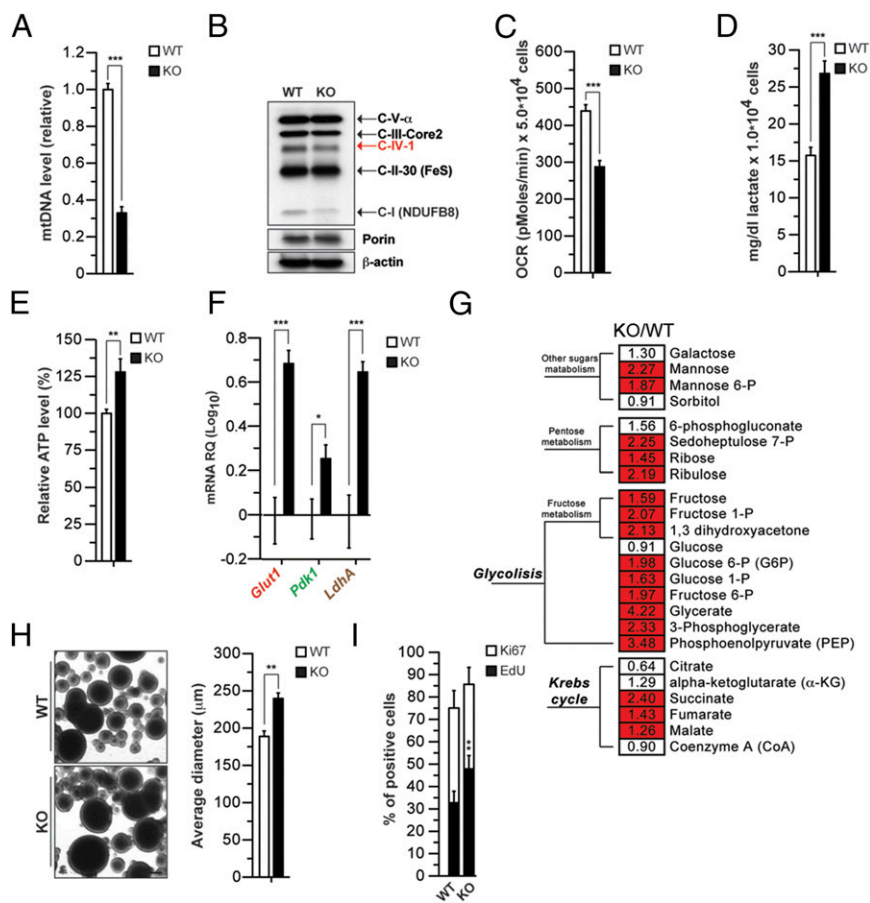 A
mtDNA level (relative)
1.2
1.0
0.8
0.6
0.4
0.2
0
***
WT
KO
B
WT KO
C-V-α
C-III-Core2
C-IV-1
C-II-30 (FeS)
C-I (NDUFB8)
Porin
β-actin
C
OCR (pMoles/min) x 5.0*10⁴ cells
600
500
400
300
200
100
0
***
WT
KO
D
mg/dl lactate x 1.0*10⁴ cells
30
25
20
15
10
5
0
***
WT
KO
E
Relative ATP level (%)
150
125
100
75
50
25
0
**
WT
KO
F
mRNA RQ (Log₁₀)
0.8
0.6
0.4
0.2
0
-0.2
***
*
***
WT
KO
Glut1
Pdk1
LdhA
G
KO/WT
Other sugars
matabolism
1.30 Galactose
2.27 Mannose
1.87 Mannose 6-P
0.91 Sorbitol
Pentose
metabolism
1.56 6-phosphogluconate
2.25 Sedoheptulose 7-P
1.45 Ribose
2.19 Ribulose
Fructose
metabolism
Glycolisis
1.59 Fructose
2.07 Fructose 1-P
2.13 1,3 dihydroxyacetone
0.91 Glucose
1.98 Glucose 6-P (G6P)
1.63 Glucose 1-P
1.97 Fructose 6-P
4.22 Glycerate
2.33 3-Phosphoglycerate
3.48 Phosphoenolpyruvate (PEP)
Krebs
cycle
0.64 Citrate
1.29 alpha-ketoglutarate (α-KG)
2.40 Succinate
1.43 Fumarate
1.26 Malate
0.90 Coenzyme A (CoA)
H
WT
KO
Average diameter (μm)
300
250
200
150
100
50
0
**
WT
KO
I
% of positive cells
100
90
80
70
60
50
40
30
20
10
0
**
Ki67
EdU
WT
KO